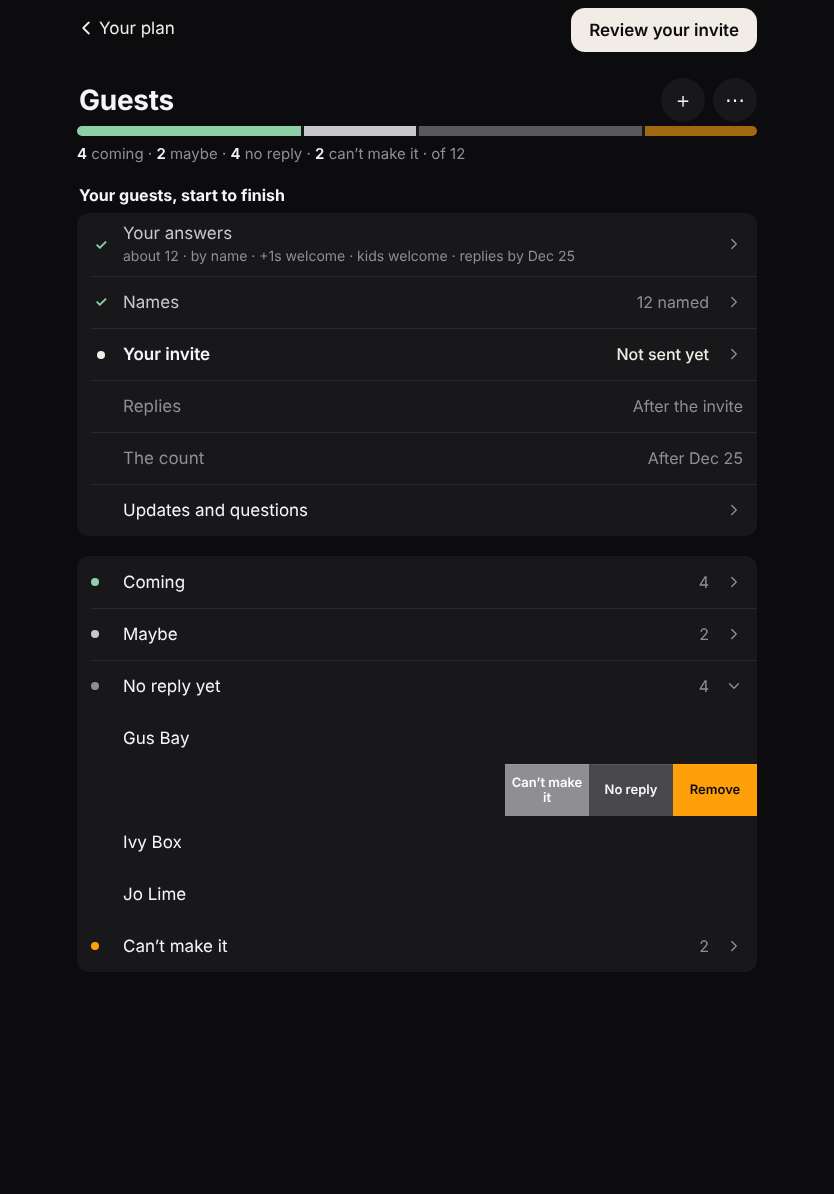 Your plan
Review your invite
Guests
4 coming · 2 maybe · 4 no reply · 2 can’t make it · of 12
Your guests, start to finish
Your answers
about 12 · by name · +1s welcome · kids welcome · replies by Dec 25
Names 12 named
Your invite Not sent yet
Replies After the invite
The count After Dec 25
Updates and questions
Coming 4
Maybe 2
No reply yet 4
Gus Bay
Can’t make
it
No reply
Remove
Ivy Box
Jo Lime
Can’t make it 2